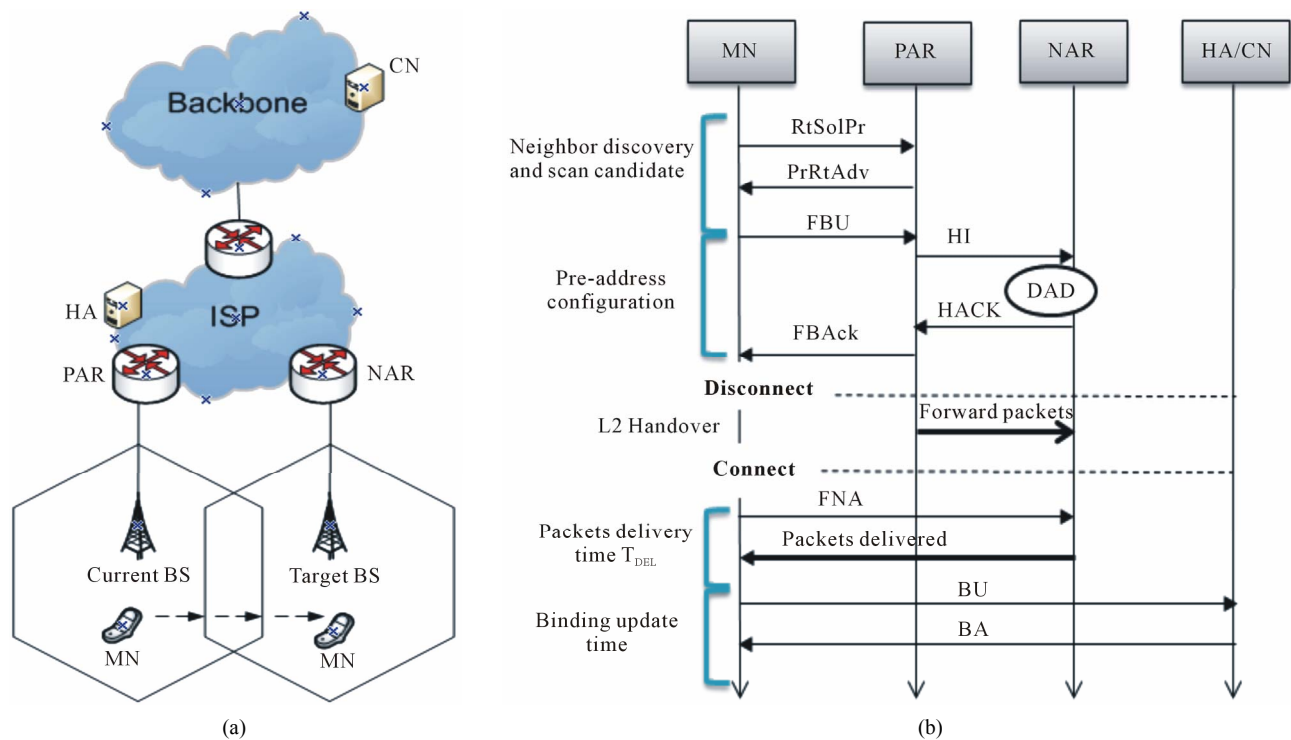 CN
Backbone
HA
ISP
PAR
NAR
Current BS
Target BS
MN
MN
(a)
MN
PAR
NAR
HA/CN
Neighbor discovery
and scan candidate
RtSolPr
PrRtAdv
FBU
HI
Pre-address
configuration
DAD
HACK
FBAck
Disconnect
Forward packets
L2 Handover
Connect
FNA
Packets delivery
time TDEL
Packets delivered
BU
Binding update
time
BA
(b)